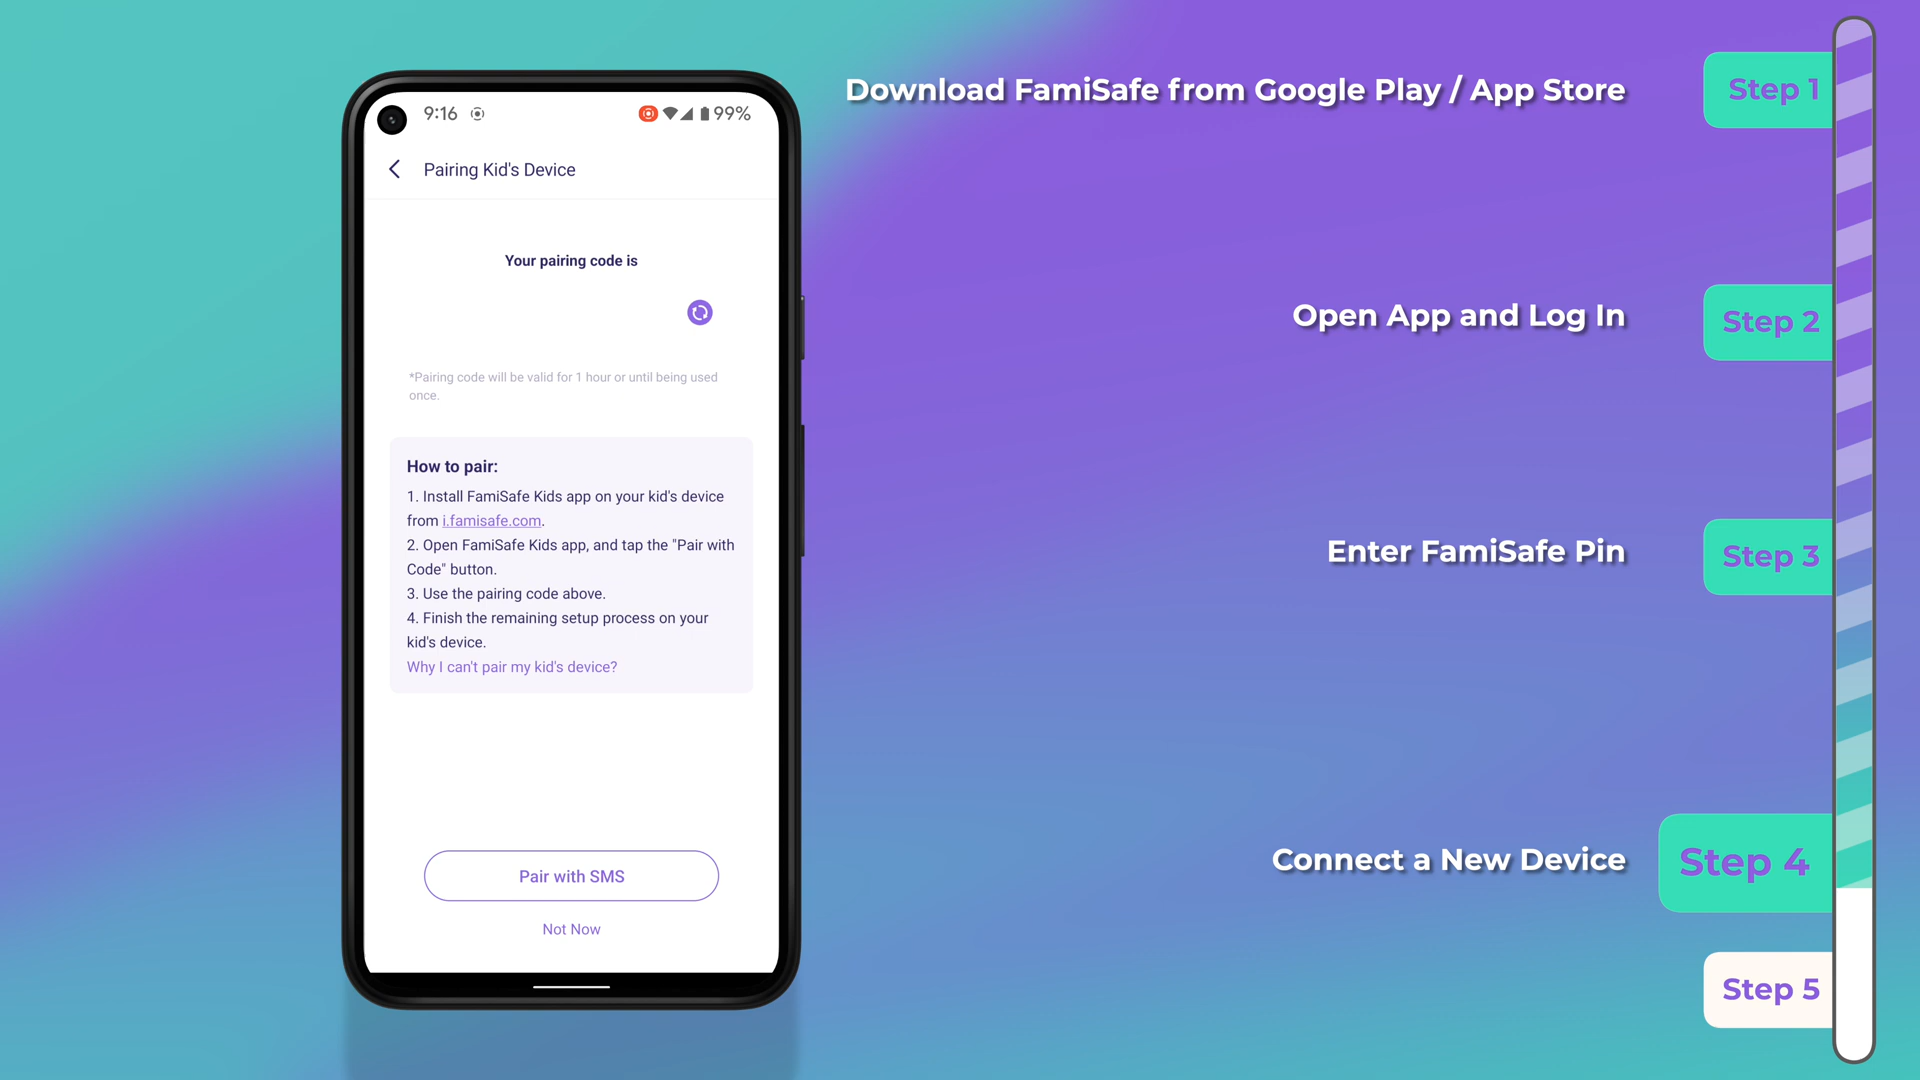 9:16
99%
Pairing Kid's Device
Your pairing code is
*Pairing code will be valid for 1 hour or until being used
once.
How to pair:
1. Install FamiSafe Kids app on your kid's device
from i.famisafe.com.
2. Open FamiSafe Kids app, and tap the "Pair with
Code" button.
3. Use the pairing code above.
4. Finish the remaining setup process on your
kid's device.
Why I can't pair my kid's device?
Pair with SMS
Not Now
Download FamiSafe from Google Play / App Store
Step 1
Open App and Log In
Step 2
Enter FamiSafe Pin
Step 3
Connect a New Device
Step 4
Step 5